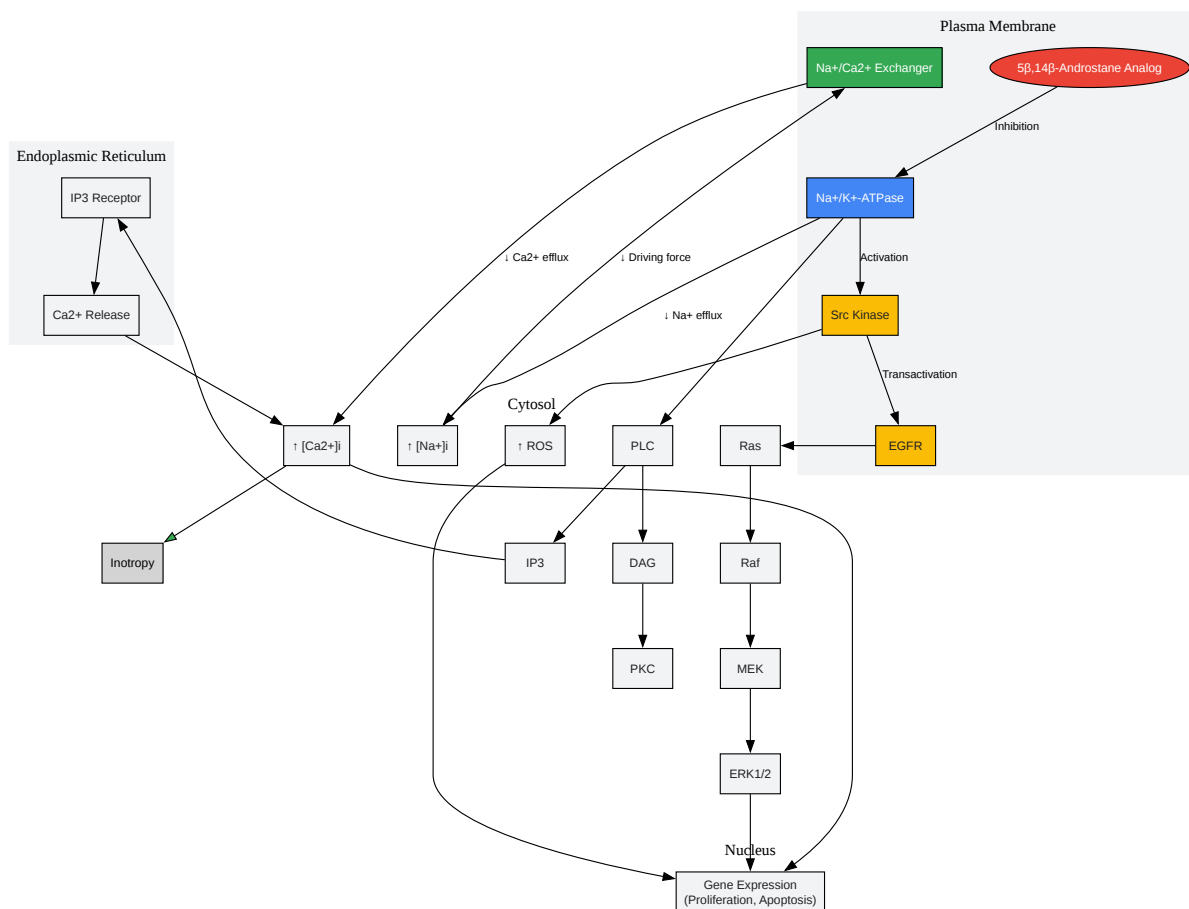 Plasma Membrane
Na+/Ca2+ Exchanger
5β,14β-Androstane Analog
Inhibition
Endoplasmic Reticulum
IP3 Receptor
Na+/K+-ATPase
↓ Ca2+ efflux
↓ Driving force
Activation
Ca2+ Release
↓ Na+ efflux
Src Kinase
Transactivation
Cytosol
↑ [Ca2+]i
↑ [Na+]i
↑ ROS
PLC
Ras
EGFR
Inotropy
IP3
DAG
Raf
PKC
MEK
ERK1/2
Nucleus
Gene Expression
(Proliferation, Apoptosis)